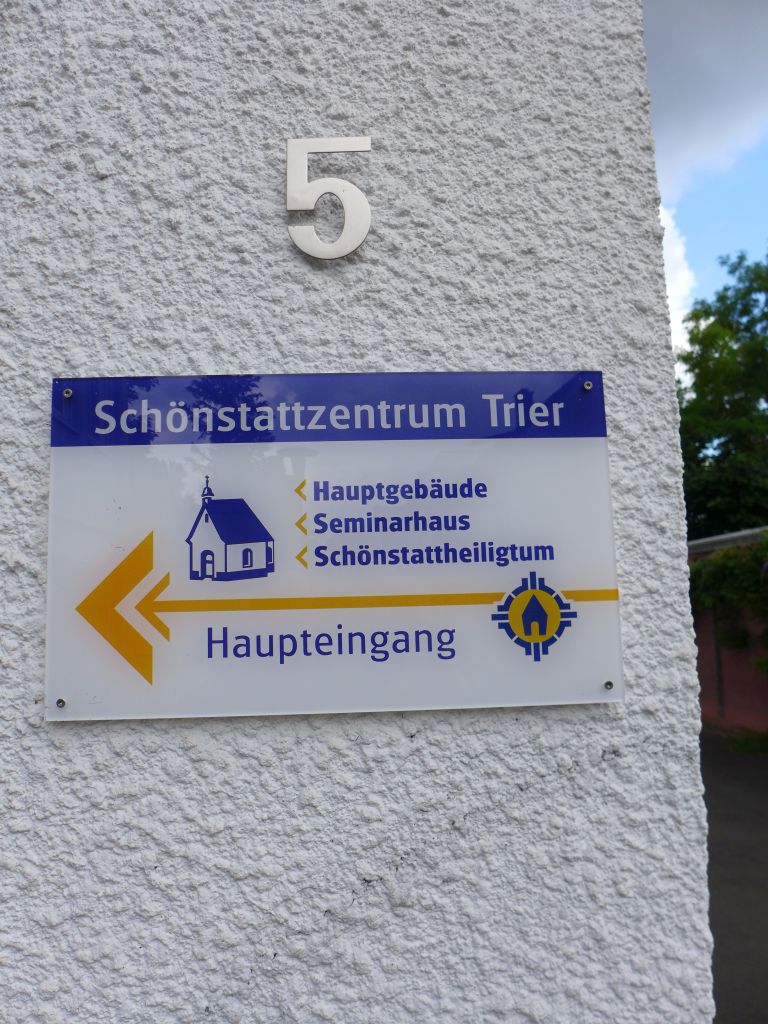 5
Schönstattzentrum Trier
Hauptgebäude
Seminarhaus
Schönstattheiligtum
Haupteingang